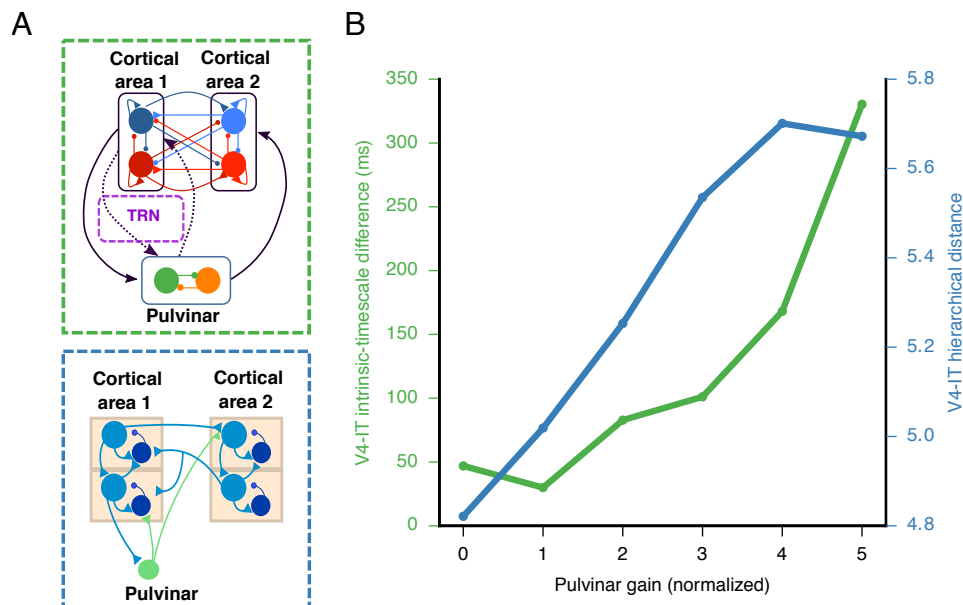 A
Cortical area 1
Cortical area 2
TRN
Pulvinar
Cortical area 1
Cortical area 2
Pulvinar
B
V4-IT intrinsic-timescale difference (ms)
350
300
250
200
150
100
50
0
5.8
5.6
5.4
5.2
5.0
4.8
V4-IT hierarchical distance
0 1 2 3 4 5
Pulvinar gain (normalized)